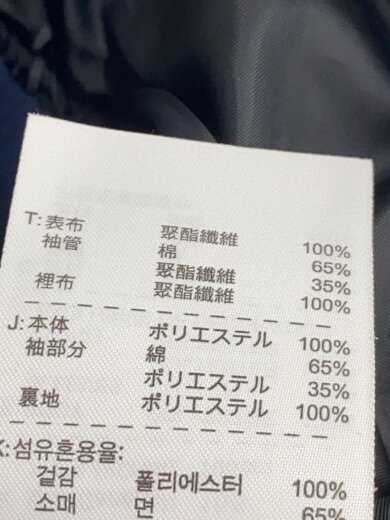 T:表布 聚酯纖維 100%
袖管 棉 65%
聚酯纖維 35%
裡布 聚酯纖維 100%
J:本体 ポリエステル 100%
袖部分 綿 65%
ポリエステル 35%
裏地 ポリエステル 100%
K:섬유혼용율:
겉감 폴리에스터 100%
소매 면 65%